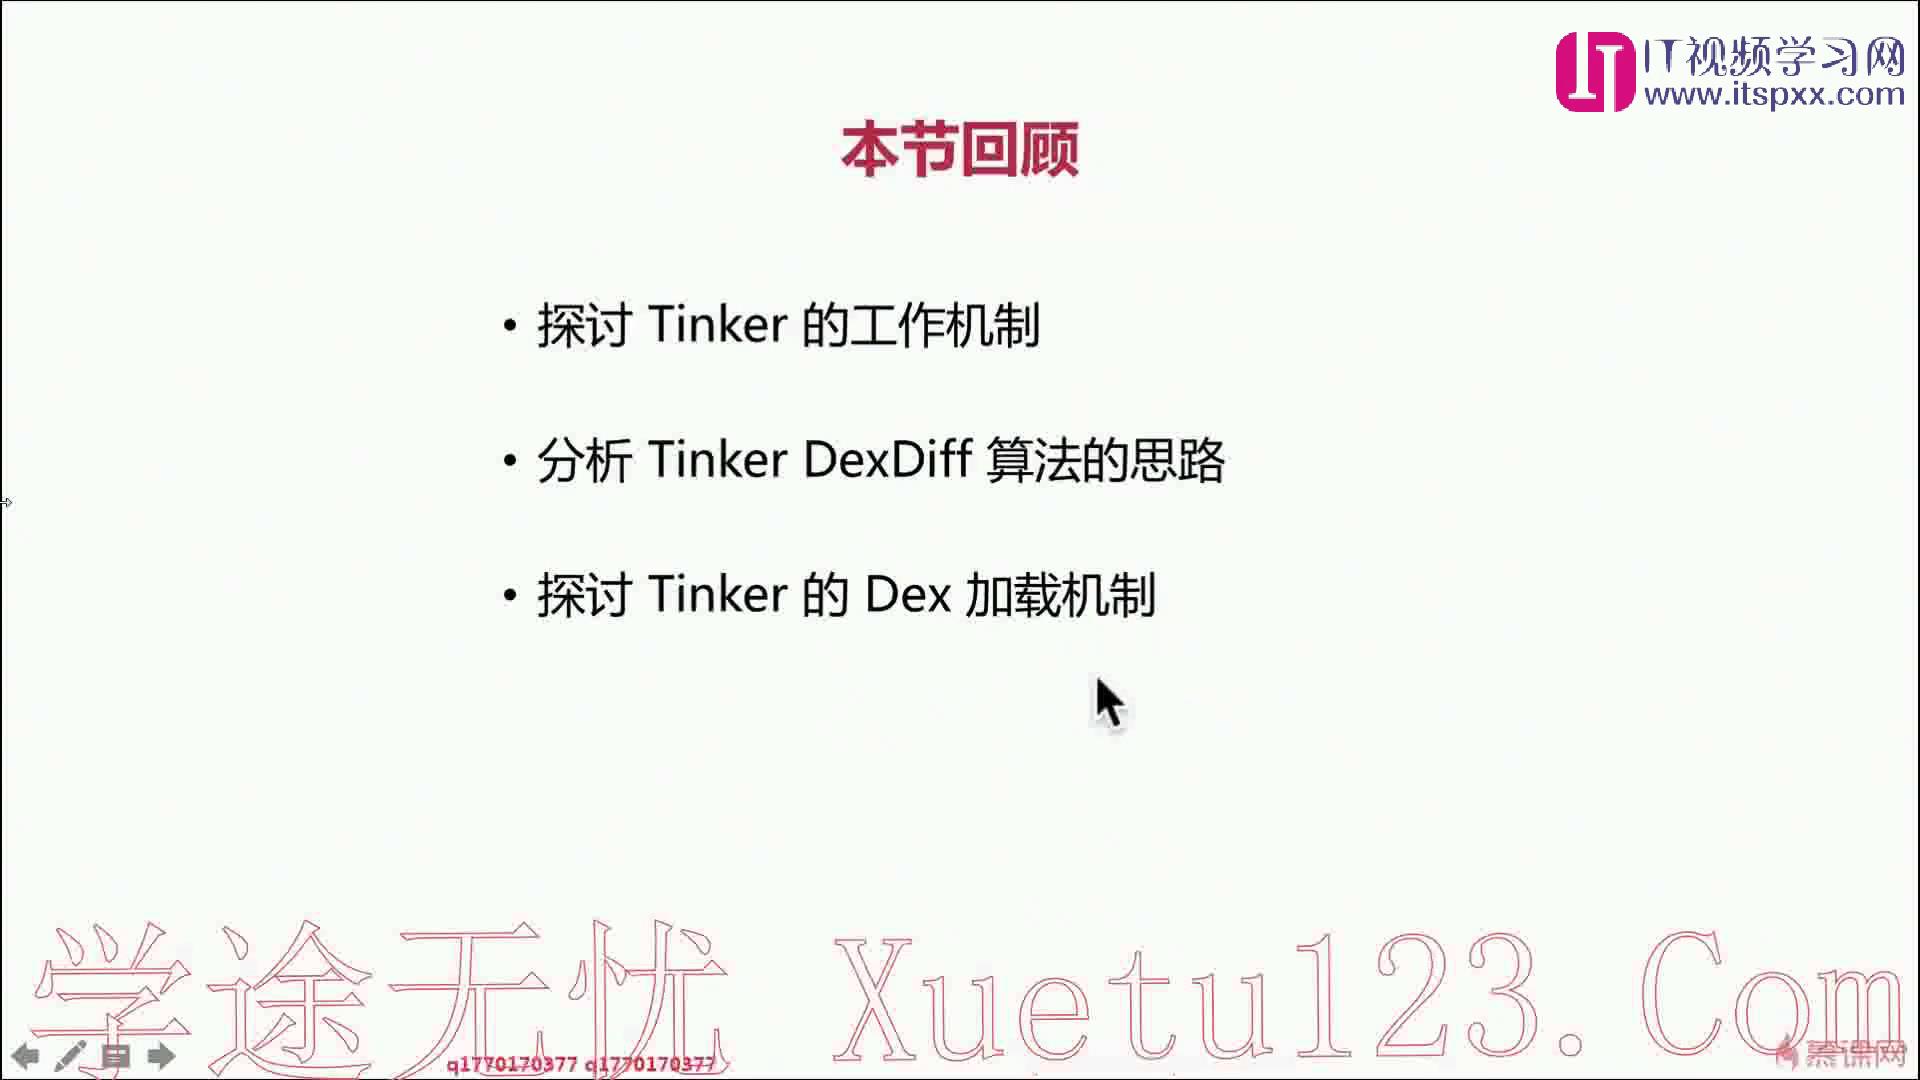 IT视频学习网
www.itspxx.com
本节回顾
• 探讨 Tinker 的工作机制
• 分析 Tinker DexDiff 算法的思路
• 探讨 Tinker 的 Dex 加载机制
学途无忧 Xuetu123.Com
q1770170377 q1770170377
慕课网